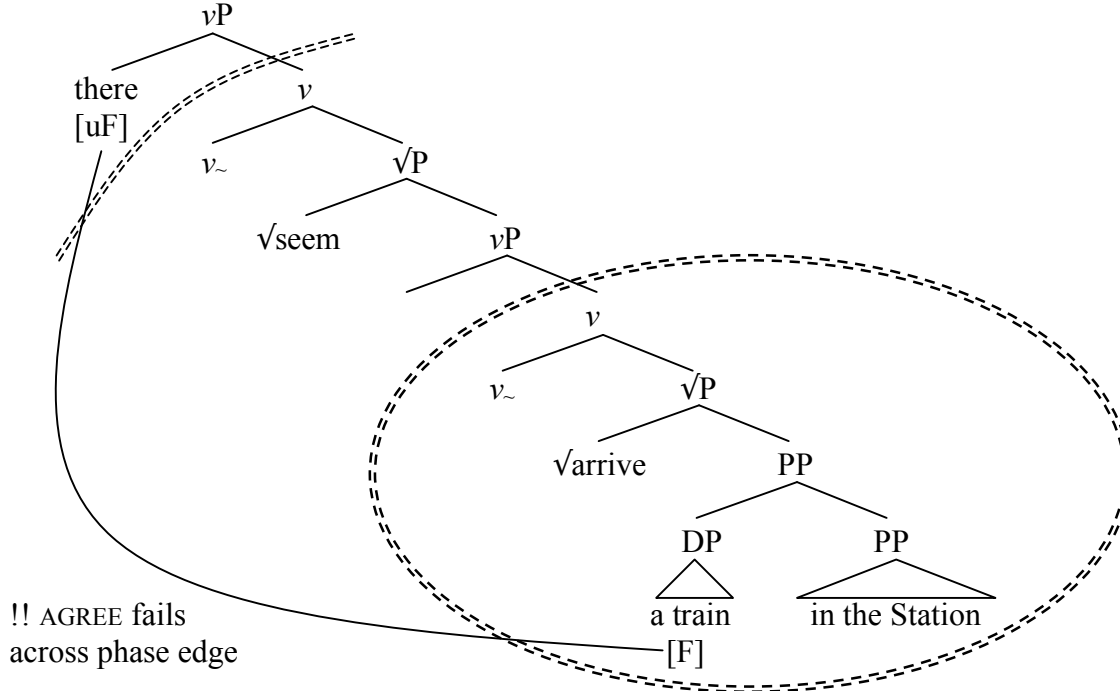 vP
there
v
[uF]
v~
√P
√seem
vP
v
v~
√P
√arrive
PP
DP
PP
a train
in the Station
!! AGREE fails
across phase edge
[F]